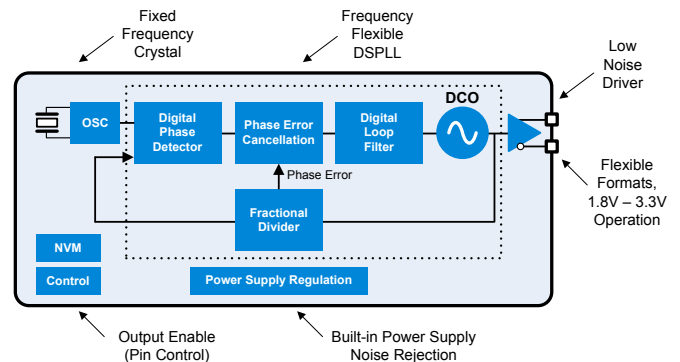 Fixed
Frequency
Crystal
Frequency
Flexible
DSPLL
Low
Noise
Driver
OSC
Digital
Phase
Detector
Phase Error
Cancellation
Digital
Loop
Filter
DCO
Phase Error
Fractional
Divider
Flexible
Formats,
1.8V – 3.3V
Operation
NVM
Control
Power Supply Regulation
Output Enable
(Pin Control)
Built-in Power Supply
Noise Rejection